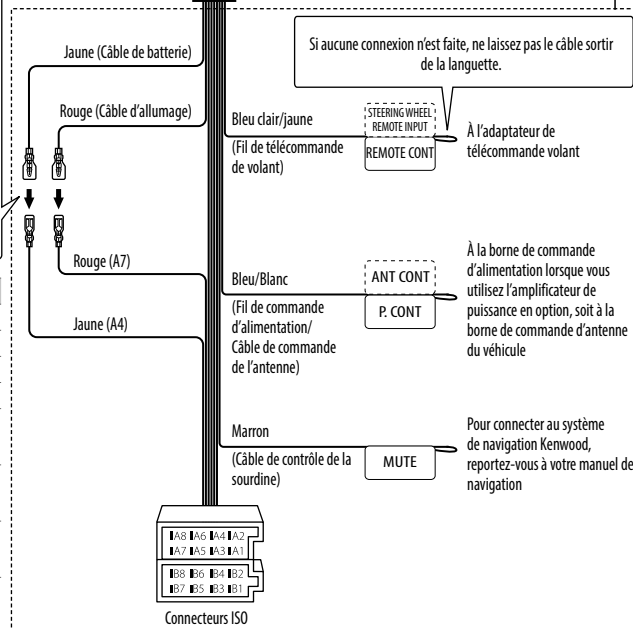 Jaune (Câble de batterie)
Si aucune connexion n'est faite, ne laissez pas le câble sortir
de la languette.
Rouge (Câble d'allumage)
Bleu clair/jaune
(Fil de télécommande
de volant)
STEERING WHEEL
REMOTE INPUT
REMOTE CONT
À l'adaptateur de
télécommande volant
Rouge (A7)
Jaune (A4)
Bleu/Blanc
(Fil de commande
d'alimentation/
Câble de commande
de l'antenne)
ANT CONT
P. CONT
À la borne de commande
d'alimentation lorsque vous
utilisez l'amplificateur de
puissance en option, soit à la
borne de commande d'antenne
du véhicule
Marron
(Câble de contrôle de la
sourdine)
MUTE
Pour connecter au système
de navigation Kenwood,
reportez-vous à votre manuel de
navigation
A8 A6 A4 A2
A7 A5 A3 A1
B8 B6 B4 B2
B7 B5 B3 B1
Connecteurs ISO